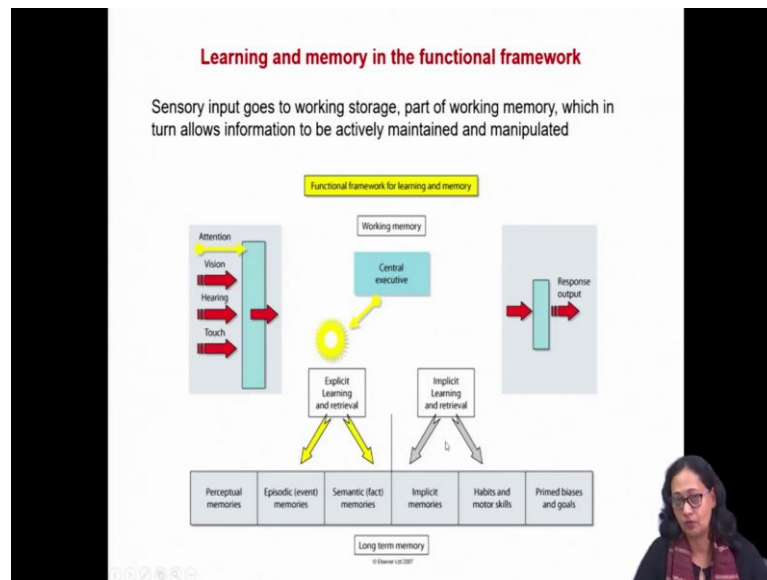 Learning and memory in the functional framework
Sensory input goes to working storage, part of working memory, which in
turn allows information to be actively maintained and manipulated
Functional framework for learning and memory
Working memory
Attention
Vision
Hearing
Touch
Central
executive
Response
output
Explicit
Learning
and retrieval
Implicit
Learning
and retrieval
Perceptual
memories
Episodic (event)
memories
Semantic (fact)
memories
Implicit
memories
Habits and
motor skills
Primed biases
and goals
Long term memory
© Elsevier Ltd 2007